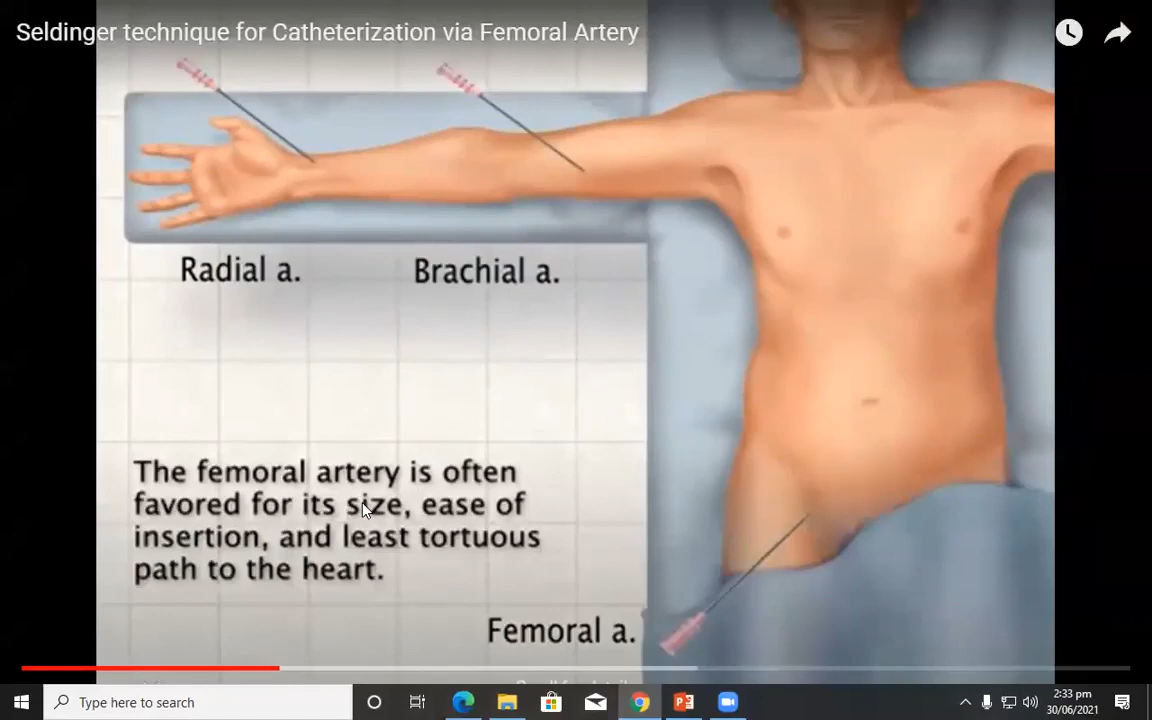 Seldinger technique for Catheterization via Femoral Artery
Radial a.
Brachial a.
The femoral artery is often
favored for its size, ease of
insertion, and least tortuous
path to the heart.
Femoral a.
Type here to search
2:33 pm
30/06/2021